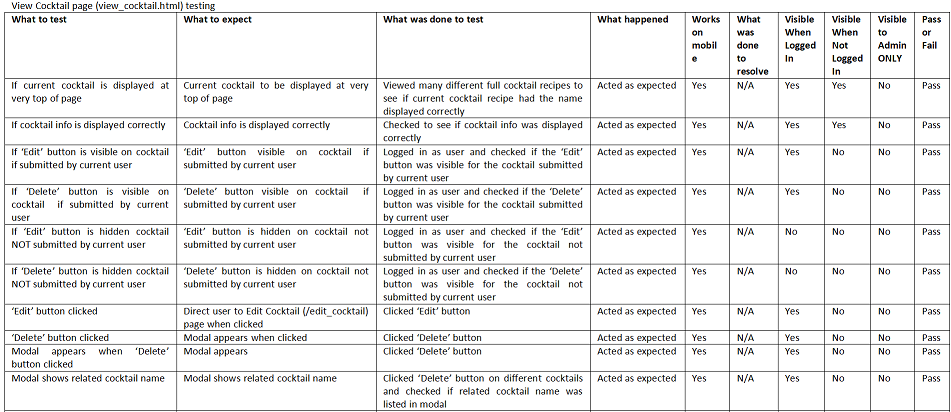 View Cocktail page (view_cocktail.html) testing
What to test What to expect What was done to test What happened Works on mobil e What was done to resolve Visible When Logged In Visible When Not Logged In Visible to Admin ONLY Pass or Fail
If current cocktail is displayed at very top of page Current cocktail to be displayed at very top of page Viewed many different full cocktail recipes to see if current cocktail recipe had the name displayed correctly Acted as expected Yes N/A Yes Yes No Pass
If cocktail info is displayed correctly Cocktail info is displayed correctly Checked to see if cocktail info was displayed correctly Acted as expected Yes N/A Yes Yes No Pass
If ‘Edit’ button is visible on cocktail if submitted by current user ‘Edit’ button visible on cocktail if submitted by current user Logged in as user and checked if the ‘Edit’ button was visible for the cocktail submitted by current user Acted as expected Yes N/A Yes No No Pass
If ‘Delete’ button is visible on cocktail if submitted by current user ‘Delete’ button visible on cocktail if submitted by current user Logged in as user and checked if the ‘Delete’ button was visible for the cocktail submitted by current user Acted as expected Yes N/A Yes No No Pass
If ‘Edit’ button is hidden cocktail NOT submitted by current user ‘Edit’ button is hidden on cocktail not submitted by current user Logged in as user and checked if the ‘Edit’ button was visible for the cocktail not submitted by current user Acted as expected Yes N/A No No No Pass
If ‘Delete’ button is hidden cocktail NOT submitted by current user ‘Delete’ button is hidden on cocktail not submitted by current user Logged in as user and checked if the ‘Delete’ button was visible for the cocktail not submitted by current user Acted as expected Yes N/A No No No Pass
‘Edit’ button clicked Direct user to Edit Cocktail (/edit_cocktail) page when clicked Clicked ‘Edit’ button Acted as expected Yes N/A Yes No No Pass
‘Delete’ button clicked Modal appears when clicked Clicked ‘Delete’ button Acted as expected Yes N/A Yes No No Pass
Modal appears when ‘Delete’ button clicked Modal appears Clicked ‘Delete’ button Acted as expected Yes N/A Yes No No Pass
Modal shows related cocktail name Modal shows related cocktail name Clicked ‘Delete’ button on different cocktails and checked if related cocktail name was listed in modal Acted as expected Yes N/A Yes No No Pass